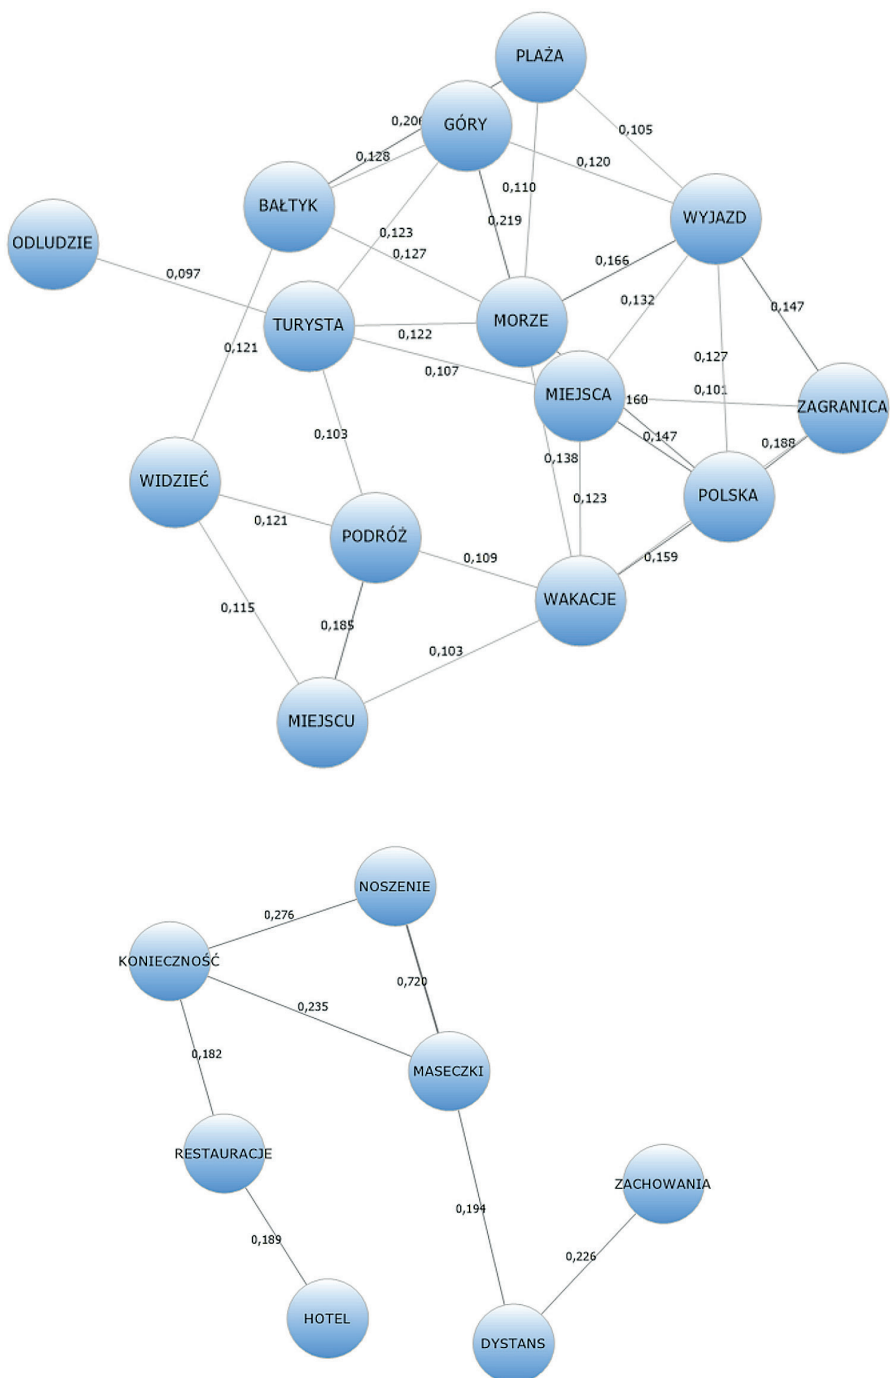 PLAŻA
0,206
GÓRY
0,105
0,128
0,120
0,110
BAŁTYK
0,219
WYJAZD
ODLUDZIE
0,123
0,127
0,166
0,097
0,132
0,147
TURYSTA
0,122
MORZE
0,121
0,107
0,127
MIEJSCA
160
0,101
ZAGRANICA
0,103
0,147
0,188
0,138
WIDZIEĆ
0,123
POLSKA
0,121
PODRÓŻ
0,109
0,159
WAKACJE
0,115
0,185
0,103
MIEJSCU
NOSZENIE
0,276
KONIECZNOŚĆ
0,720
0,235
0,182
MASECZKI
RESTAURACJE
ZACHOWANIA
0,194
0,189
0,226
HOTEL
DYSTANS